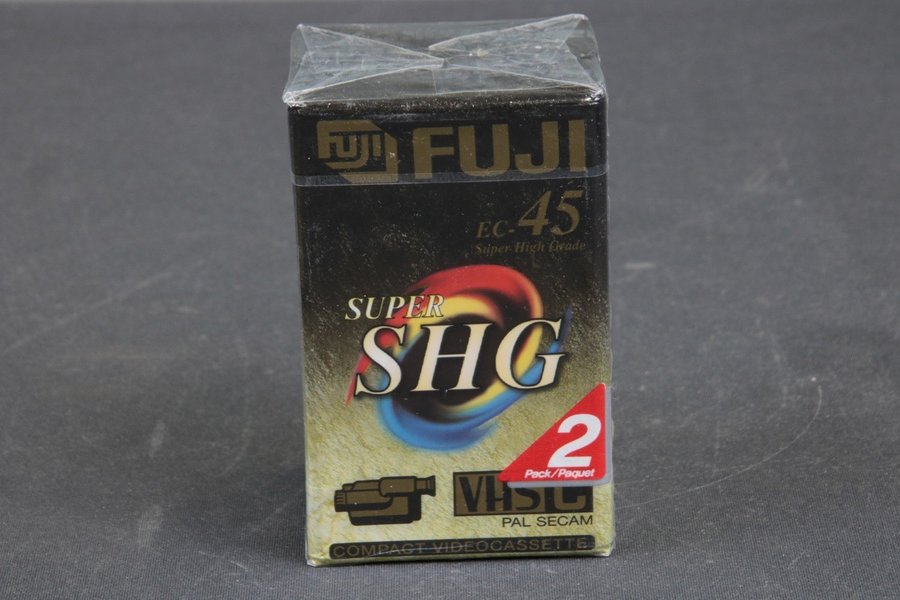 FUJI FUJI
EC-45
Super High Grade
SUPER
SHG
2
Pack/Paquet
VHS C
PAL SECAM
COMPACT VIDEOCASSETTE